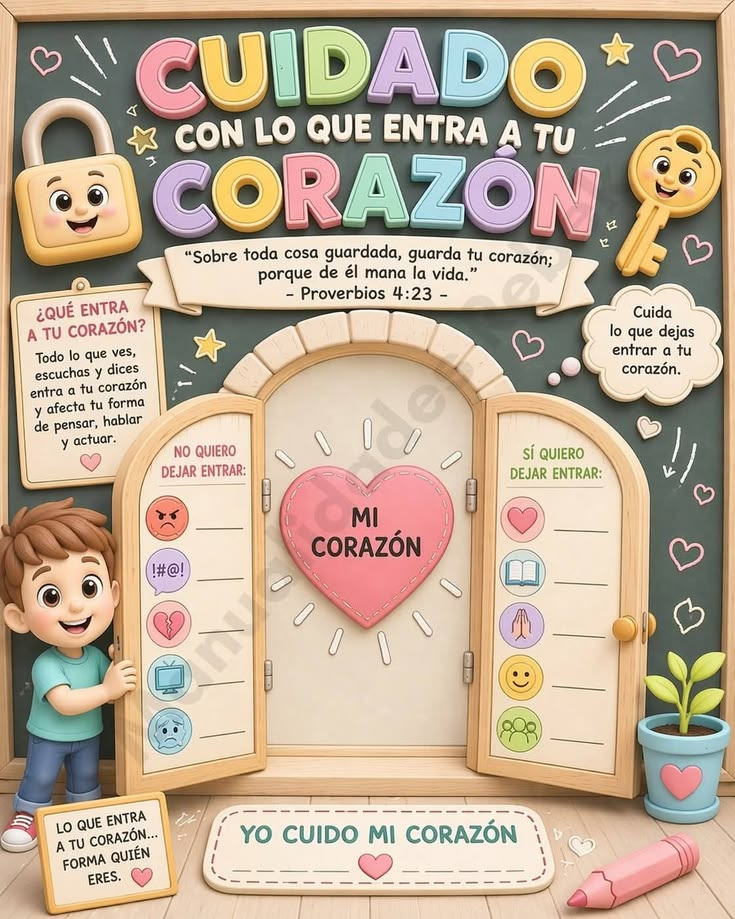 CUIDADO
CON LO QUE ENTRA A TU
CORAZÓN
“Sobre toda cosa guardada, guarda tu corazón;
porque de él mana la vida.”
– Proverbios 4:23 –
¿QUÉ ENTRA
A TU CORAZÓN?
Todo lo que ves,
escuchas y dices
entra a tu corazón
y afecta tu forma
de pensar, hablar
y actuar.
Cuida
lo que dejas
entrar a tu
corazón.
NO QUIERO
DEJAR ENTRAR:
!#@!
MI
CORAZÓN
SÍ QUIERO
DEJAR ENTRAR:
LO QUE ENTRA
A TU CORAZÓN...
FORMA QUIÉN
ERES.
YO CUIDO MI CORAZÓN
Manualidades